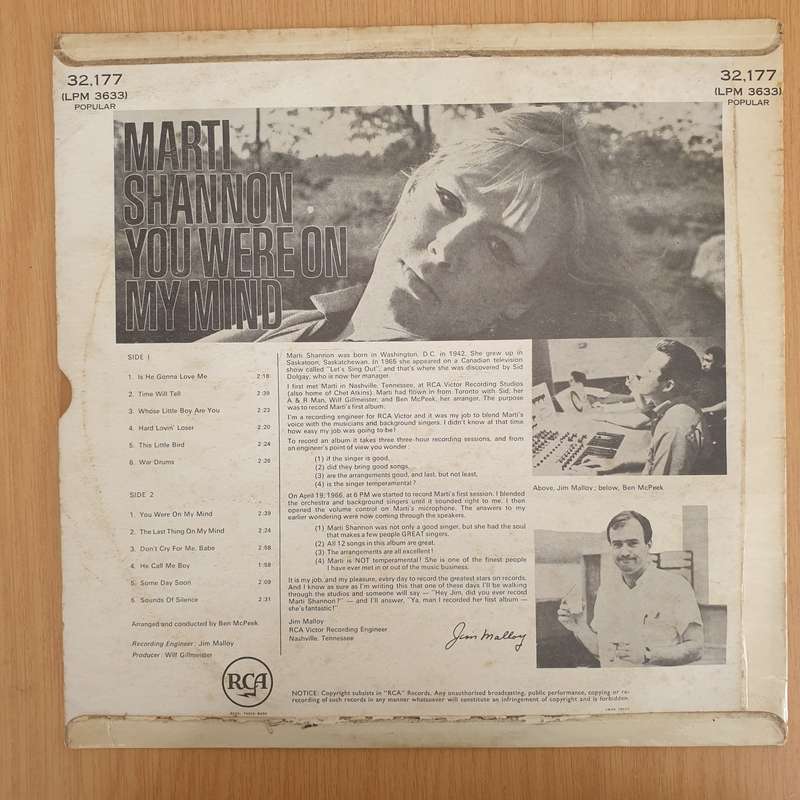 32,177
(LPM 3633)
POPULAR
32,177
(LPM 3633)
POPULAR
MARTI
SHANNON
YOU WERE ON
MY MIND
SIDE 1
1. Is He Gonna Love Me 2:18
2. Time Will Tell 2:39
3. Whose Little Boy Are You 2:23
4. Hard Lovin' Loser 2:20
5. This Little Bird 2:24
6. War Drums 2:26
SIDE 2
1. You Were On My Mind 2:39
2. The Last Thing On My Mind 2:24
3. Don't Cry For Me, Babe 2:58
4. He Call Me Boy 1:58
5. Some Day Soon 2:09
6. Sounds Of Silence 2:31
Arranged and conducted by Ben McPeek
Recording Engineer: Jim Malloy
Producer: Wilf Gillmeister
RCA
Marti Shannon was born in Washington, D.C. in 1942. She grew up in
Saskatoon, Saskatchewan. In 1965 she appeared on a Canadian television
show called "Let's Sing Out", and that's where she was discovered by Sid
Dolgay, who is now her manager.
I first met Marti in Nashville, Tennessee, at RCA Victor Recording Studios
(also home of Chet Atkins). Marti had flown in from Toronto with Sid, her
A & R Man, Wilf Gillmeister, and Ben McPeek, her arranger. The purpose
was to record Marti's first album.
I'm a recording engineer for RCA Victor and it was my job to blend Marti's
voice with the musicians and background singers. I didn't know at that time
how easy my job was going to be!
To record an album it takes three three-hour recording sessions, and from
an engineer's point of view you wonder:
(1) if the singer is good,
(2) did they bring good songs,
(3) are the arrangements good, and last, but not least,
(4) is the singer temperamental?
On April 19, 1966, at 6 PM we started to record Marti's first session. I blended
the orchestra and background singers until it sounded right to me. I then
opened the volume control on Marti's microphone. The answers to my
earlier wondering were now coming through the speakers.
(1) Marti Shannon was not only a good singer, but she had the soul
that makes a few people GREAT singers.
(2) All 12 songs in this album are great.
(3) The arrangements are all excellent!
(4) Marti is NOT temperamental! She is one of the finest people
I have ever met in or out of the music business.
It is my job, and my pleasure, every day to record the greatest stars on records.
And I know as sure as I'm writing this that one of these days I'll be walking
through the studios and someone will say — "Hey Jim, did you ever record
Marti Shannon?" — and I'll answer, "Ya, man I recorded her first album —
she's fantastic!"
Jim Malloy
RCA Victor Recording Engineer
Nashville, Tennessee
Jim Malloy
Above, Jim Malloy; below, Ben McPeek
NOTICE: Copyright subsists in "RCA" Records. Any unauthorised broadcasting, public performance, copying or re-
recording of such records in any manner whatsoever will constitute an infringement of copyright and is forbidden.